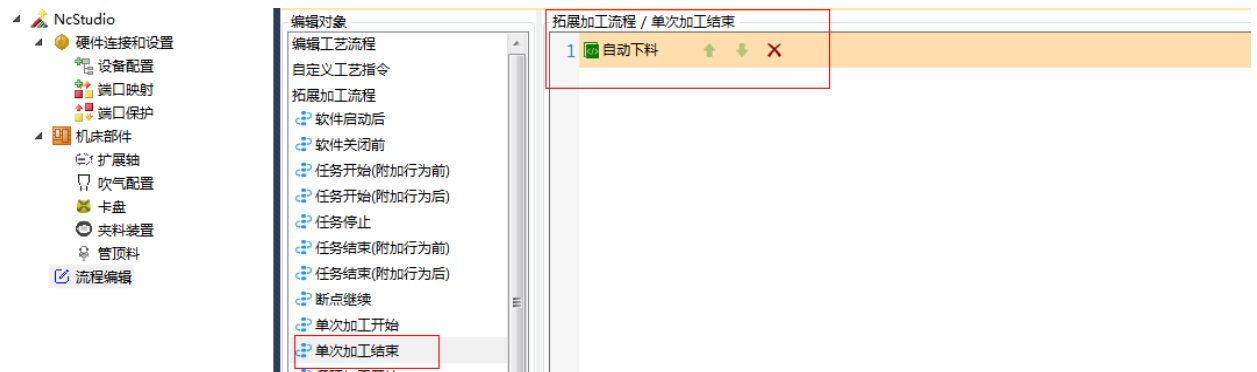 NcStudio
硬件连接和设置
设备配置
端口映射
端口保护
机床部件
扩展轴
吹气配置
卡盘
夹料装置
管顶料
流程编辑
编辑对象
编辑工艺流程
自定义工艺指令
拓展加工流程
软件启动后
软件关闭前
任务开始(附加行为前)
任务开始(附加行为后)
任务停止
任务结束(附加行为前)
任务结束(附加行为后)
断点继续
单次加工开始
单次加工结束
拓展加工流程 / 单次加工结束
1 自动下料